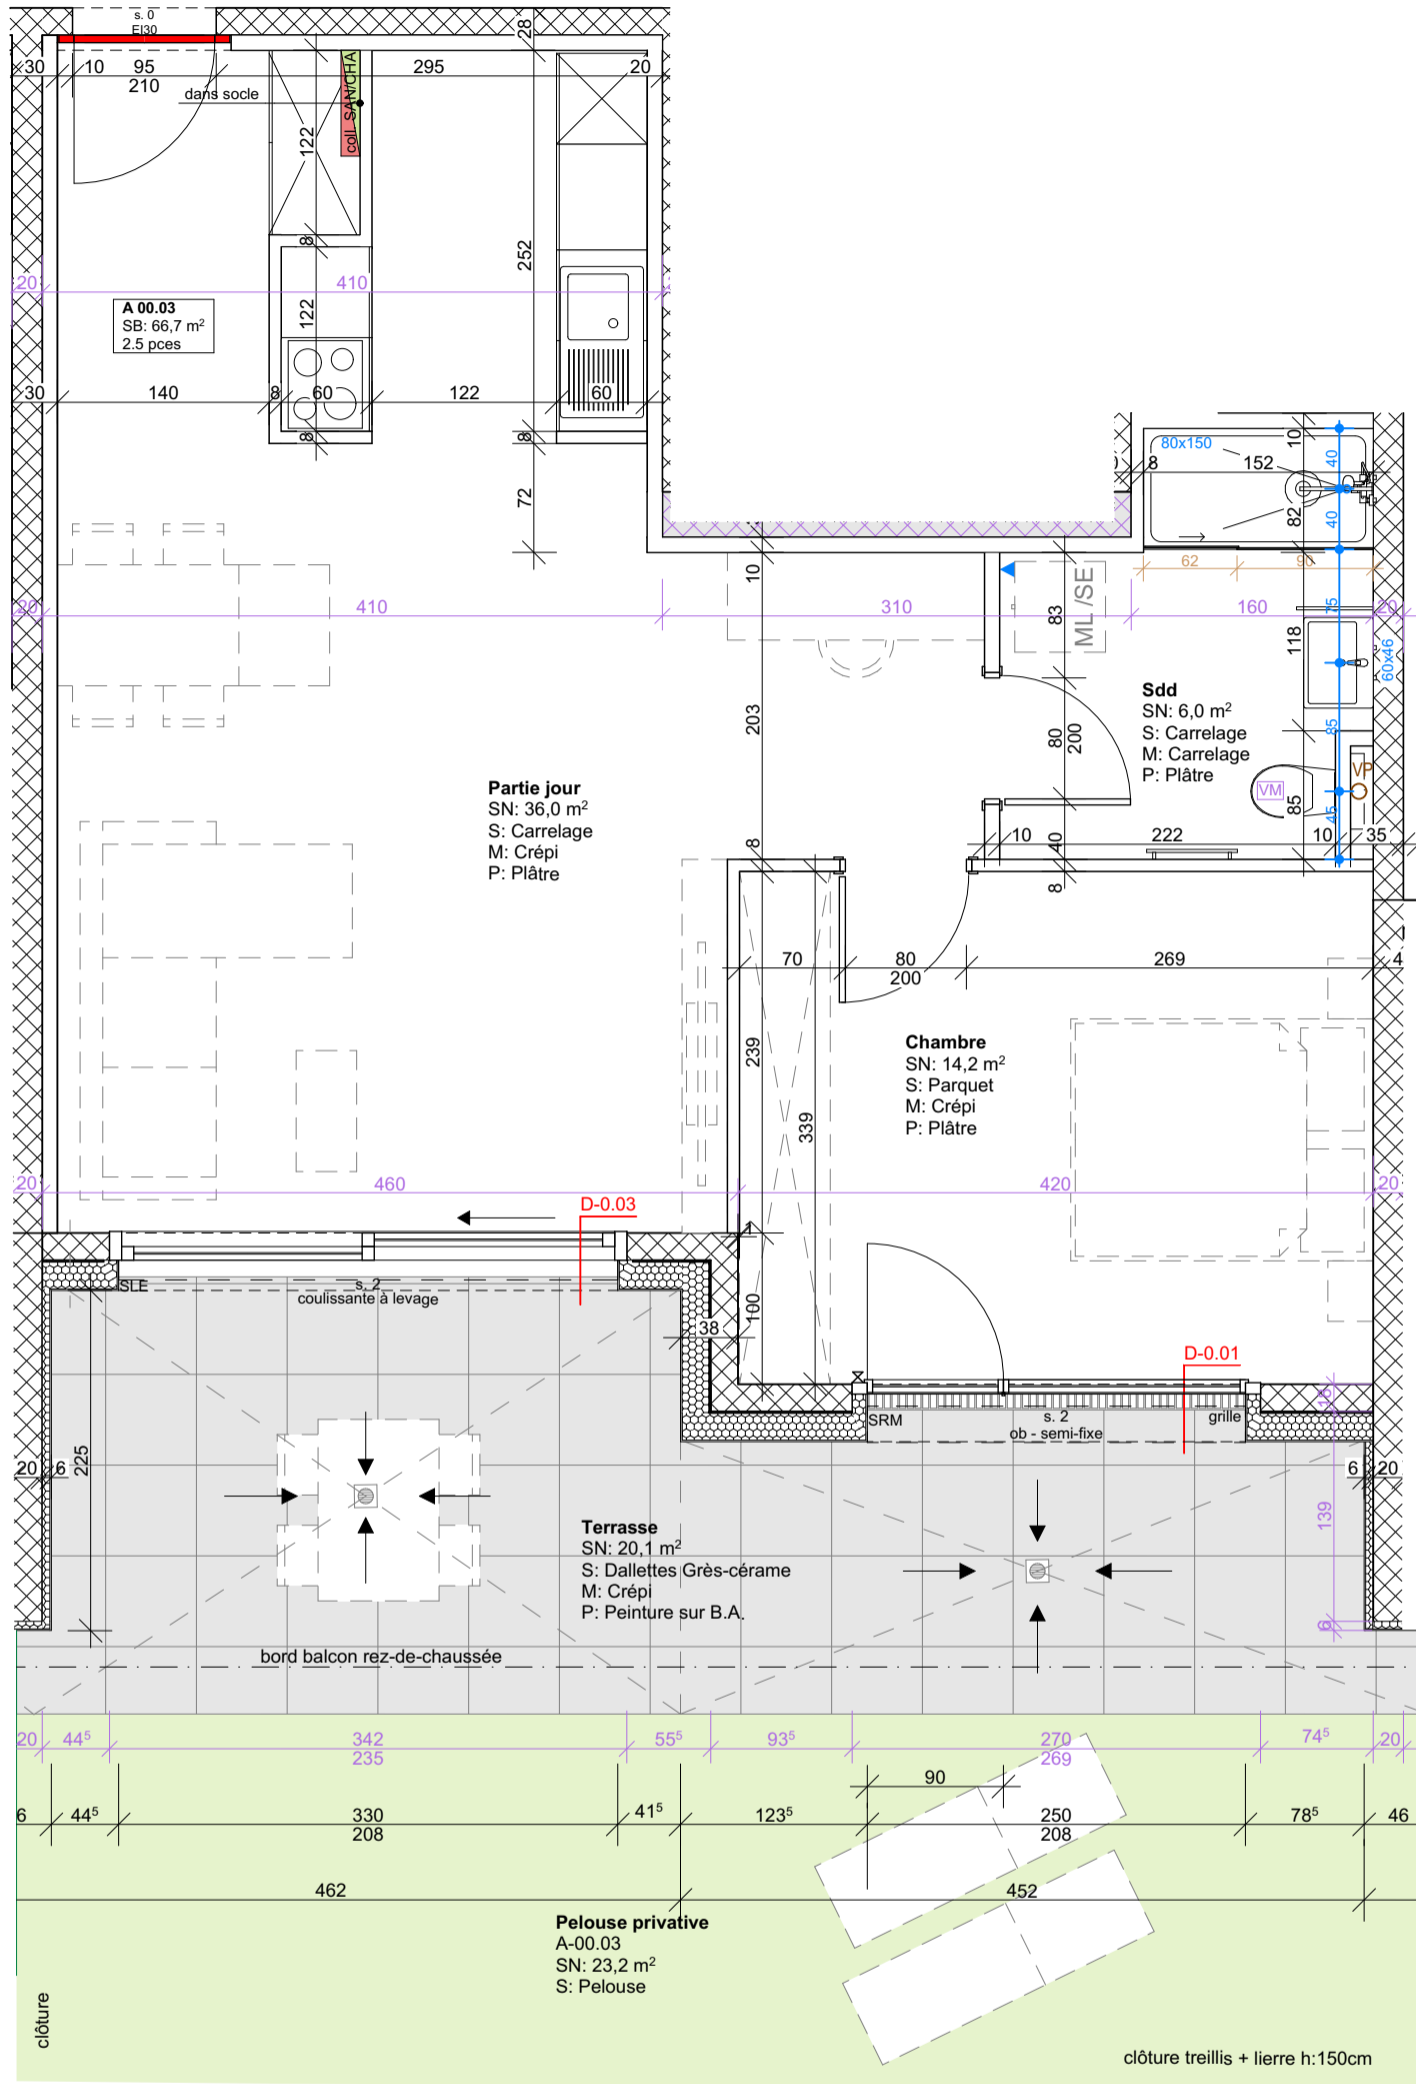 s. 0
EI30
28
30
10
95
210
295
20
dans socle
coll. SAN/CHA
122
8
252
20
410
A 00.03
SB: 66,7 m²
2.5 pces
122
30
140
8
60
122
60
8
8
72
80x150
10
40
8
152
82
40
62
90
10
83
ML /SE
75
20
410
310
160
20
118
60x46
Sdd
SN: 6,0 m²
S: Carrelage
M: Carrelage
P: Plâtre
203
80
200
85
VP
VM
Partie jour
SN: 36,0 m²
S: Carrelage
M: Crépi
P: Plâtre
85
45
8
10
40
222
10
35
8
70
80
200
269
4
239
Chambre
SN: 14,2 m²
S: Parquet
M: Crépi
P: Plâtre
339
20
460
420
20
D-0.03
1
SLE
s. 2
coulissante à levage
100
38
D-0.01
18
SRM
s. 2
ob - semi-fixe
grille
225
20
6
6
20
139
Terrasse
SN: 20,1 m²
S: Dallettes Grès-cérame
M: Crépi
P: Peinture sur B.A.
6
bord balcon rez-de-chaussée
20
44⁵
342
235
55⁵
93⁵
270
269
74⁵
20
90
6
44⁵
330
208
41⁵
123⁵
250
208
78⁵
46
462
452
Pelouse privative
A-00.03
SN: 23,2 m²
S: Pelouse
clôture
clôture treillis + lierre h:150cm